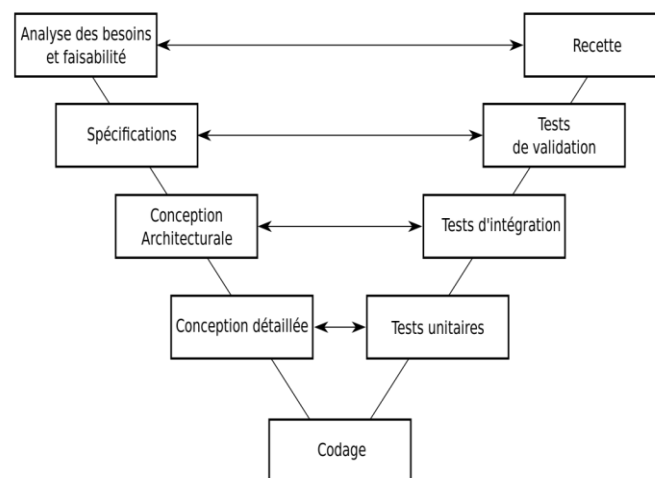 Analyse des besoins
et faisabilité
Recette
Spécifications
Tests
de validation
Conception
Architecturale
Tests d'intégration
Conception détaillée
Tests unitaires
Codage